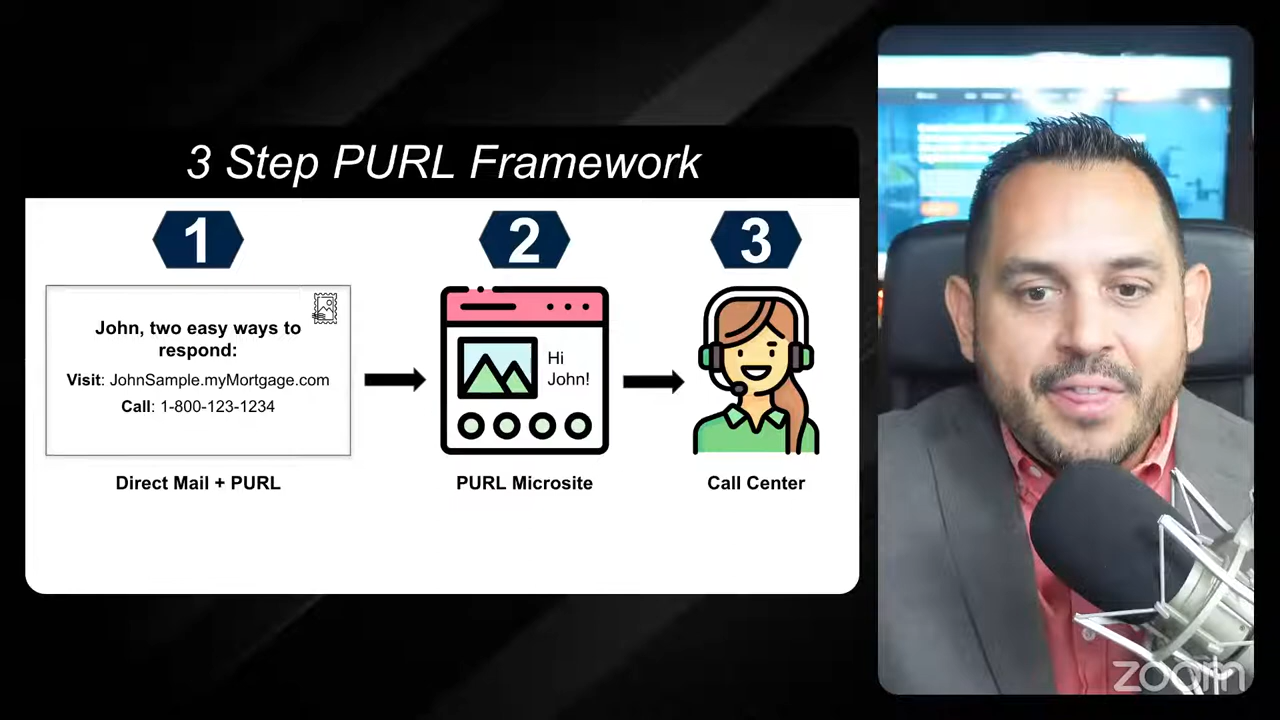 3 Step PURL Framework
1
2
3
John, two easy ways to
respond:
Visit: JohnSample.myMortgage.com
Call: 1-800-123-1234
Hi
John!
Direct Mail + PURL
PURL Microsite
Call Center
zoom